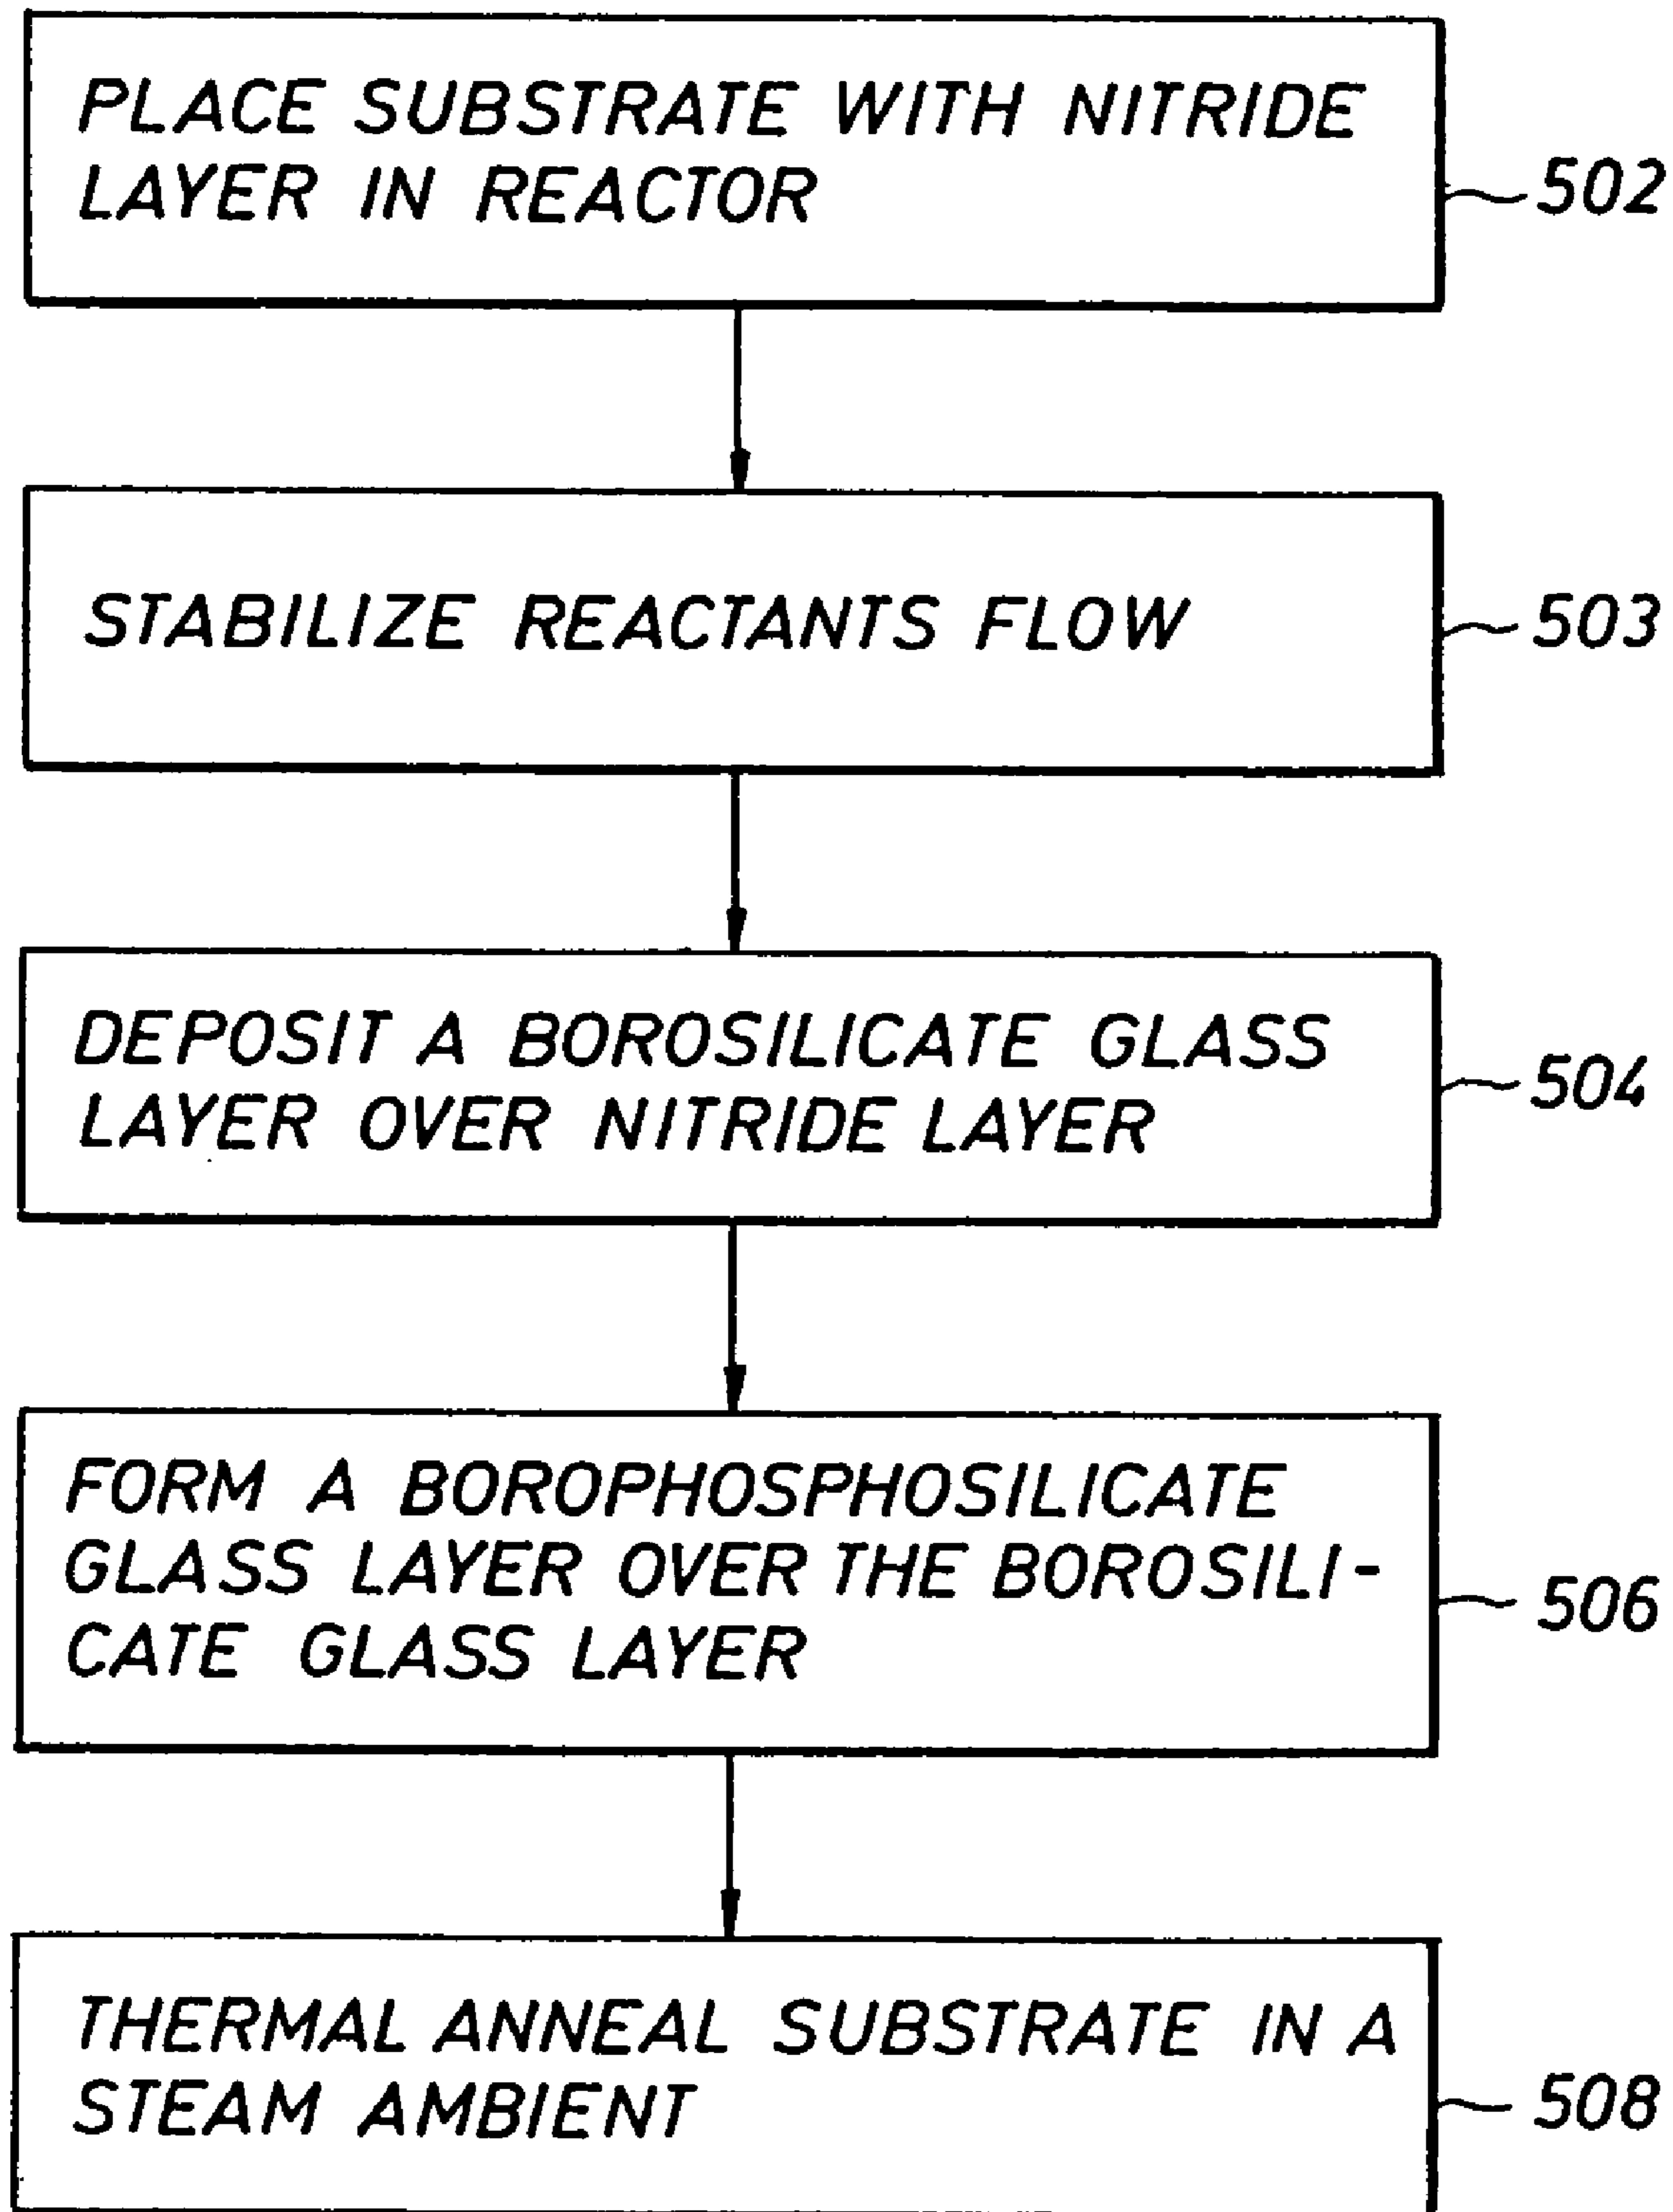 PLACE SUBSTRATE WITH NITRIDE
LAYER IN REACTOR
502
STABILIZE REACTANTS FLOW
503
DEPOSIT A BOROSILICATE GLASS
LAYER OVER NITRIDE LAYER
504
FORM A BOROPHOSPHOSILICATE
GLASS LAYER OVER THE BOROSILI-
CATE GLASS LAYER
506
THERMAL ANNEAL SUBSTRATE IN A
STEAM AMBIENT
508